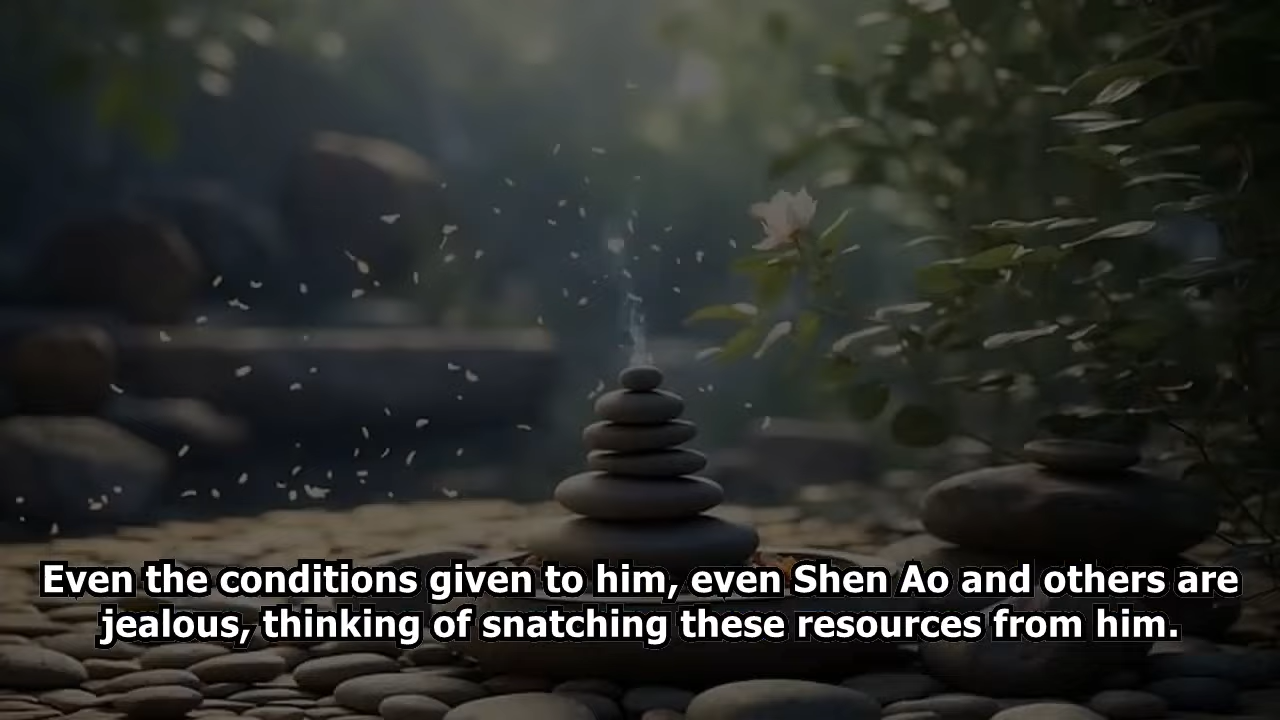 Even the conditions given to him, even Shen Ao and others are
jealous, thinking of snatching these resources from him.